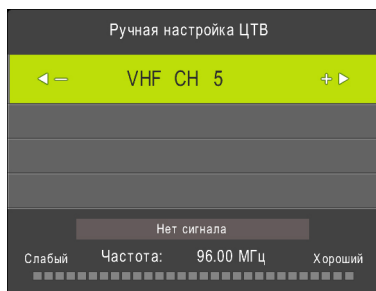 Ручная настройка ЦТВ
VHF CH 5
Нет сигнала
Слабый Частота: 96.00 МГц Хороший